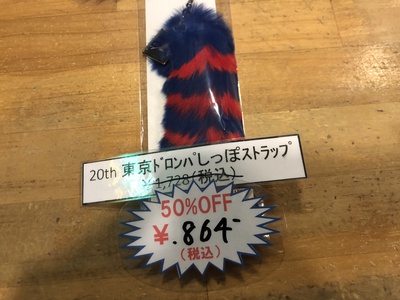 20th 東京ﾄﾞﾛﾝﾊﾟしっぽｽﾄﾗｯﾌﾟ
¥1,728(税込)
50%OFF
¥.864-
(税込)